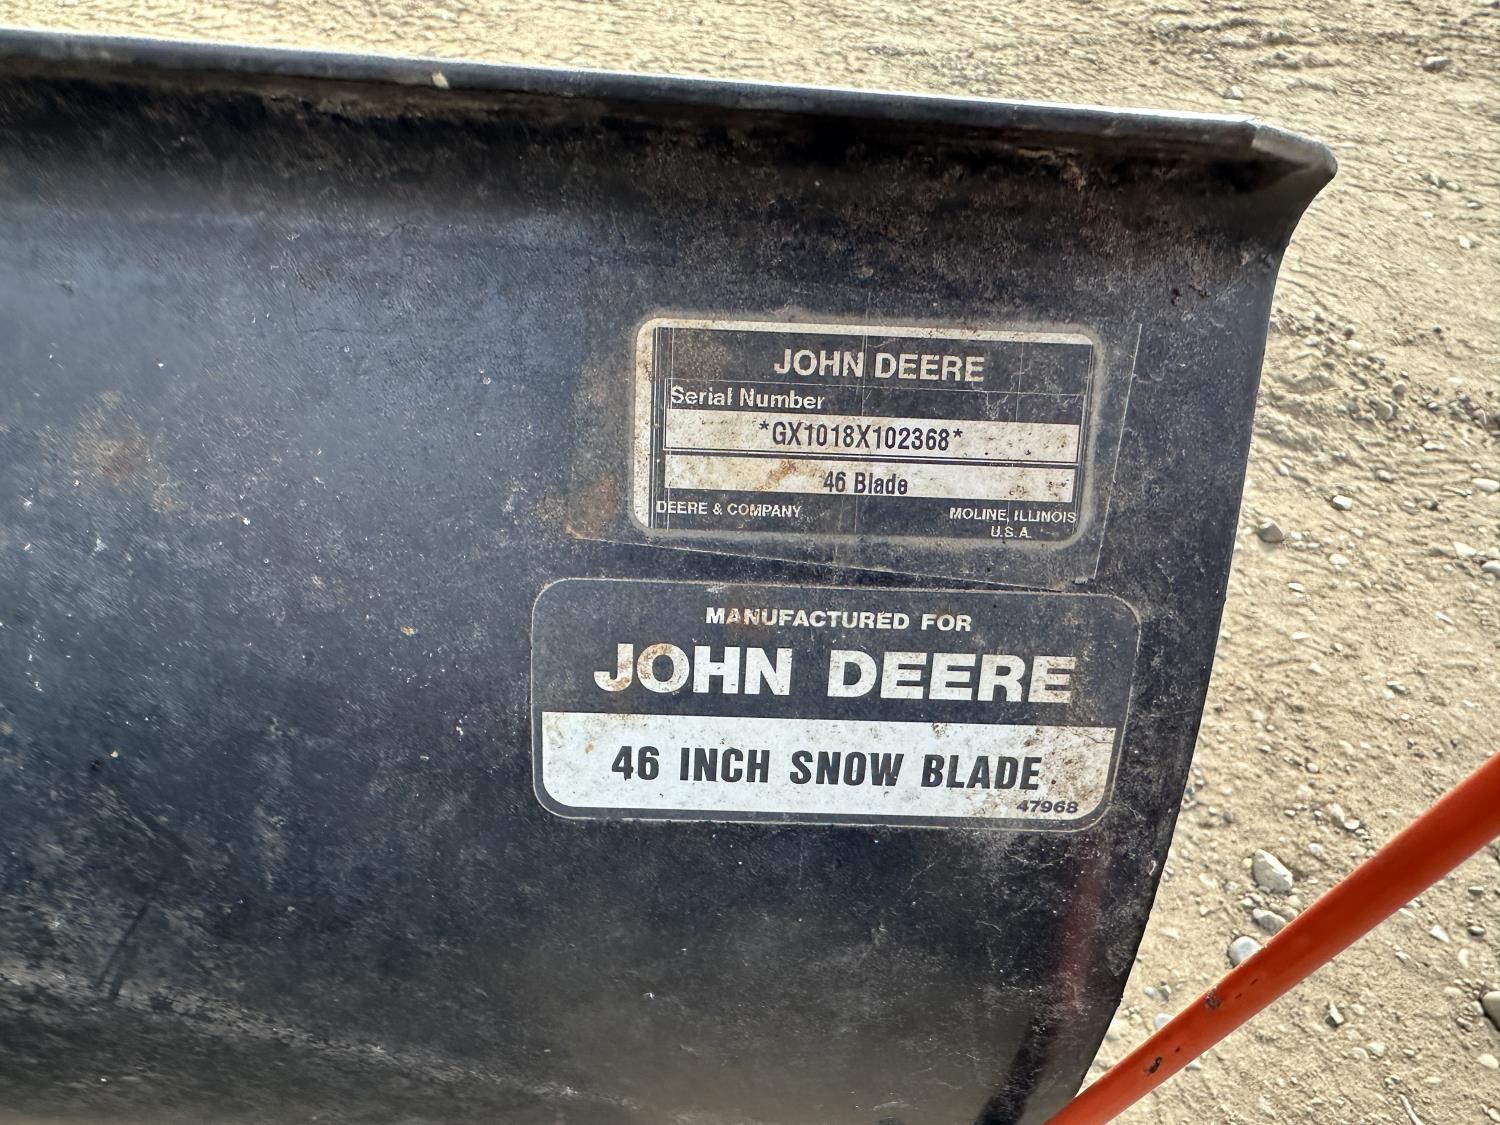 JOHN DEERE
Serial Number
*GX1018X102368*
46 Blade
DEERE & COMPANY MOLINE, ILLINOIS
U.S.A.
MANUFACTURED FOR
JOHN DEERE
46 INCH SNOW BLADE
47968